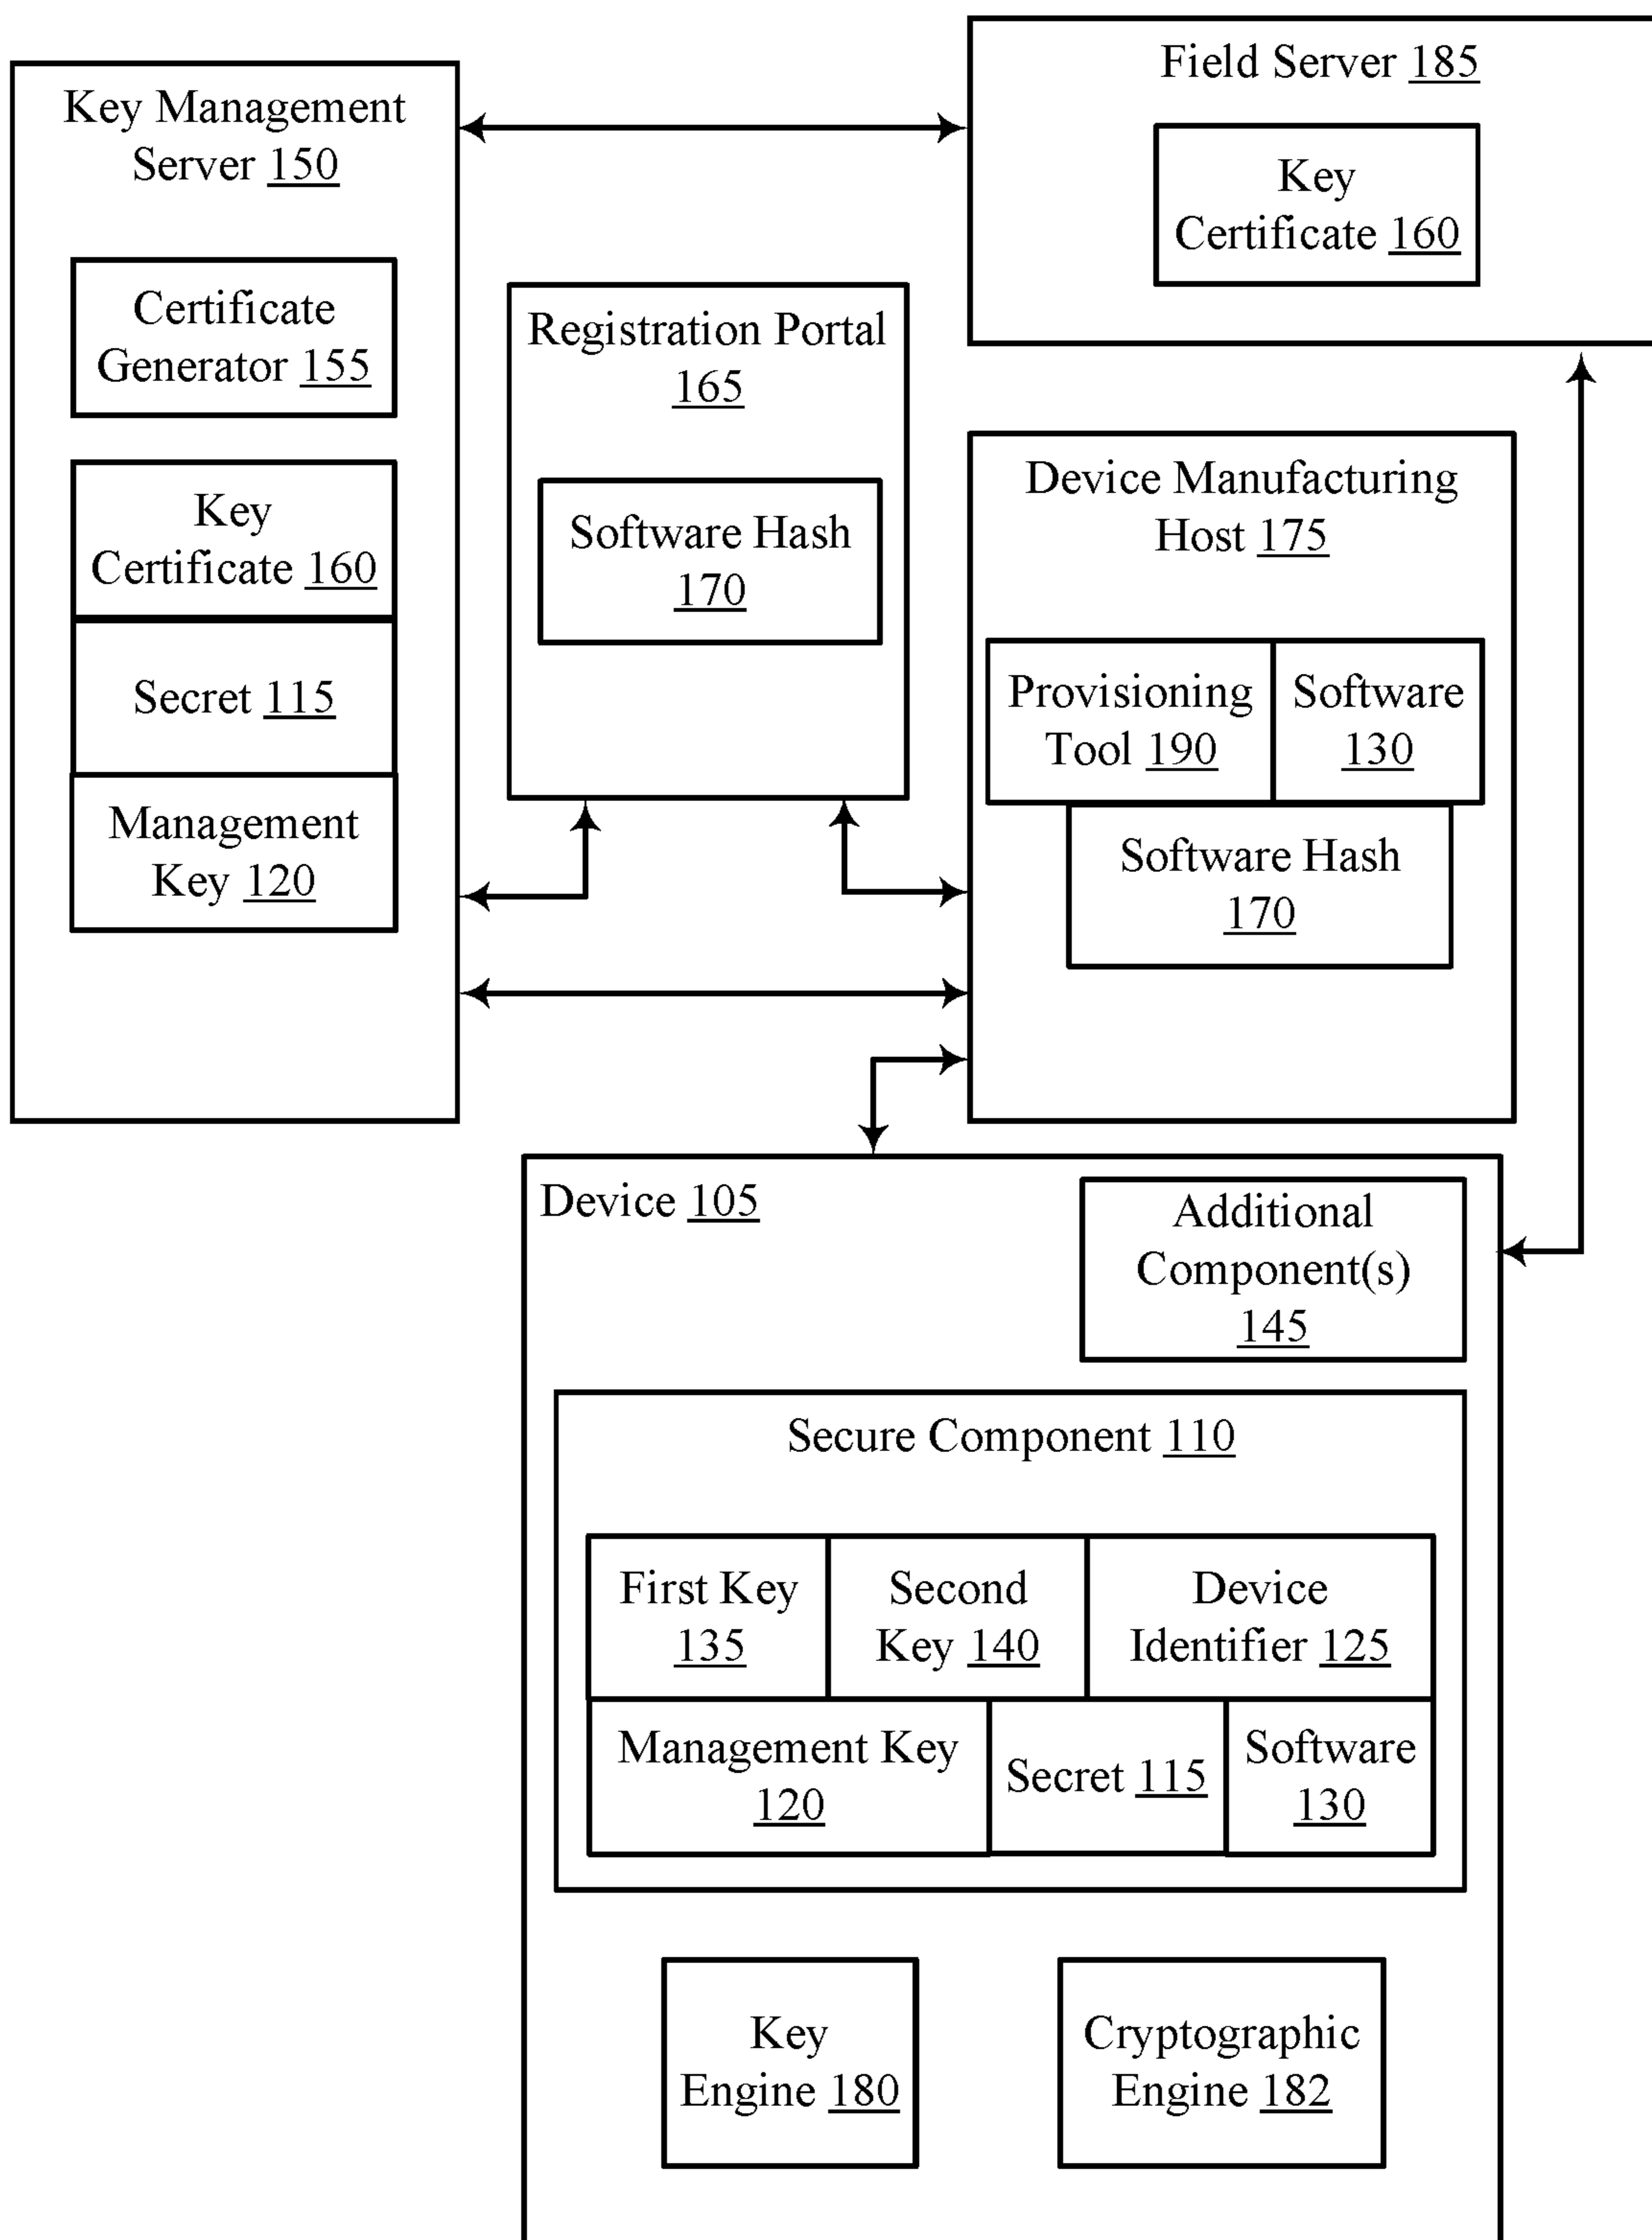 Key Management
Server 150
Certificate
Generator 155
Key
Certificate 160
Secret 115
Management
Key 120
Registration Portal
165
Software Hash
170
Field Server 185
Key
Certificate 160
Device Manufacturing
Host 175
Provisioning
Tool 190
Software
130
Software Hash
170
Device 105
Additional
Component(s)
145
Secure Component 110
First Key
135
Second
Key 140
Device
Identifier 125
Management Key
120
Secret 115
Software
130
Key
Engine 180
Cryptographic
Engine 182